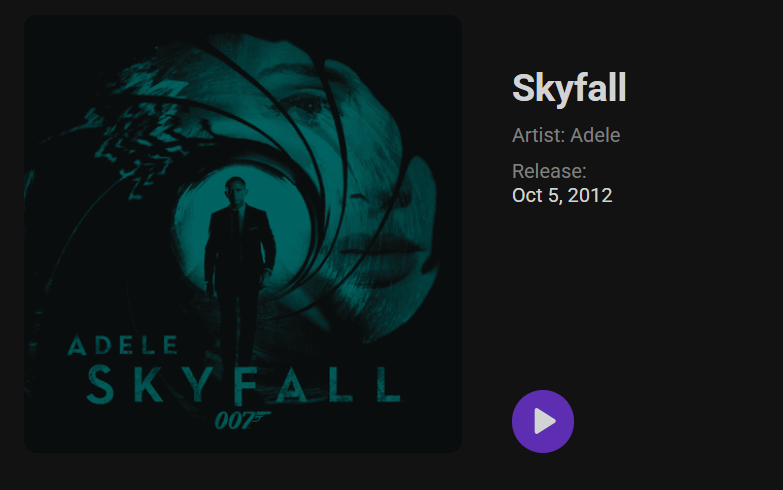 ADELE
SKYFALL
007
Skyfall
Artist: Adele
Release:
Oct 5, 2012